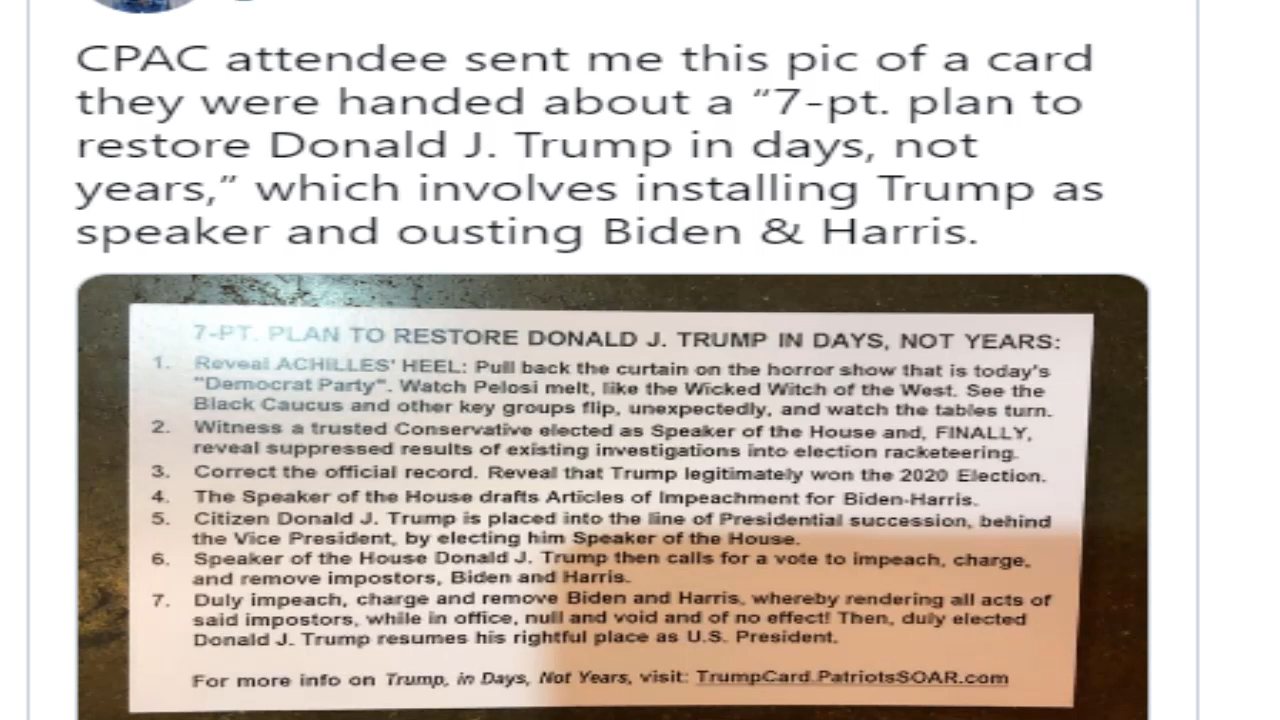 CPAC attendee sent me this pic of a card
they were handed about a "7-pt. plan to
restore Donald J. Trump in days, not
years," which involves installing Trump as
speaker and ousting Biden & Harris.
7-PT. PLAN TO RESTORE DONALD J. TRUMP IN DAYS, NOT YEARS:
1. Reveal ACHILLES' HEEL: Pull back the curtain on the horror show that is today's
"Democrat Party". Watch Pelosi melt, like the Wicked Witch of the West. See the
Black Caucus and other key groups flip, unexpectedly, and watch the tables turn.
2. Witness a trusted Conservative elected as Speaker of the House and, FINALLY,
reveal suppressed results of existing investigations into election racketeering.
3. Correct the official record. Reveal that Trump legitimately won the 2020 Election.
4. The Speaker of the House drafts Articles of Impeachment for Biden-Harris.
5. Citizen Donald J. Trump is placed into the line of Presidential succession, behind
the Vice President, by electing him Speaker of the House.
6. Speaker of the House Donald J. Trump then calls for a vote to impeach, charge,
and remove impostors, Biden and Harris.
7. Duly impeach, charge and remove Biden and Harris, whereby rendering all acts of
said impostors, while in office, null and void and of no effect! Then, duly elected
Donald J. Trump resumes his rightful place as U.S. President.
For more info on Trump, in Days, Not Years, visit: TrumpCard.PatriotsSOAR.com